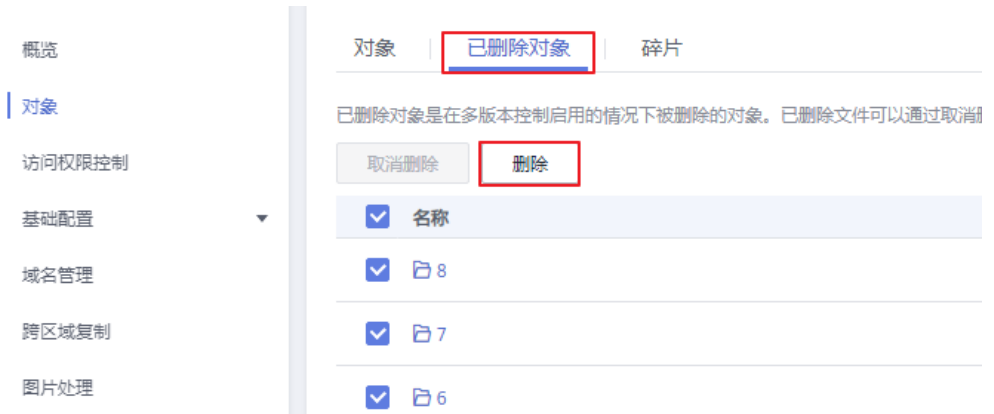 概览
对象
访问权限控制
基础配置
域名管理
跨区域复制
图片处理
对象 已删除对象 碎片
已删除对象是在多版本控制启用的情况下被删除的对象。已删除文件可以通过取消
取消删除 删除
名称
8
7
6